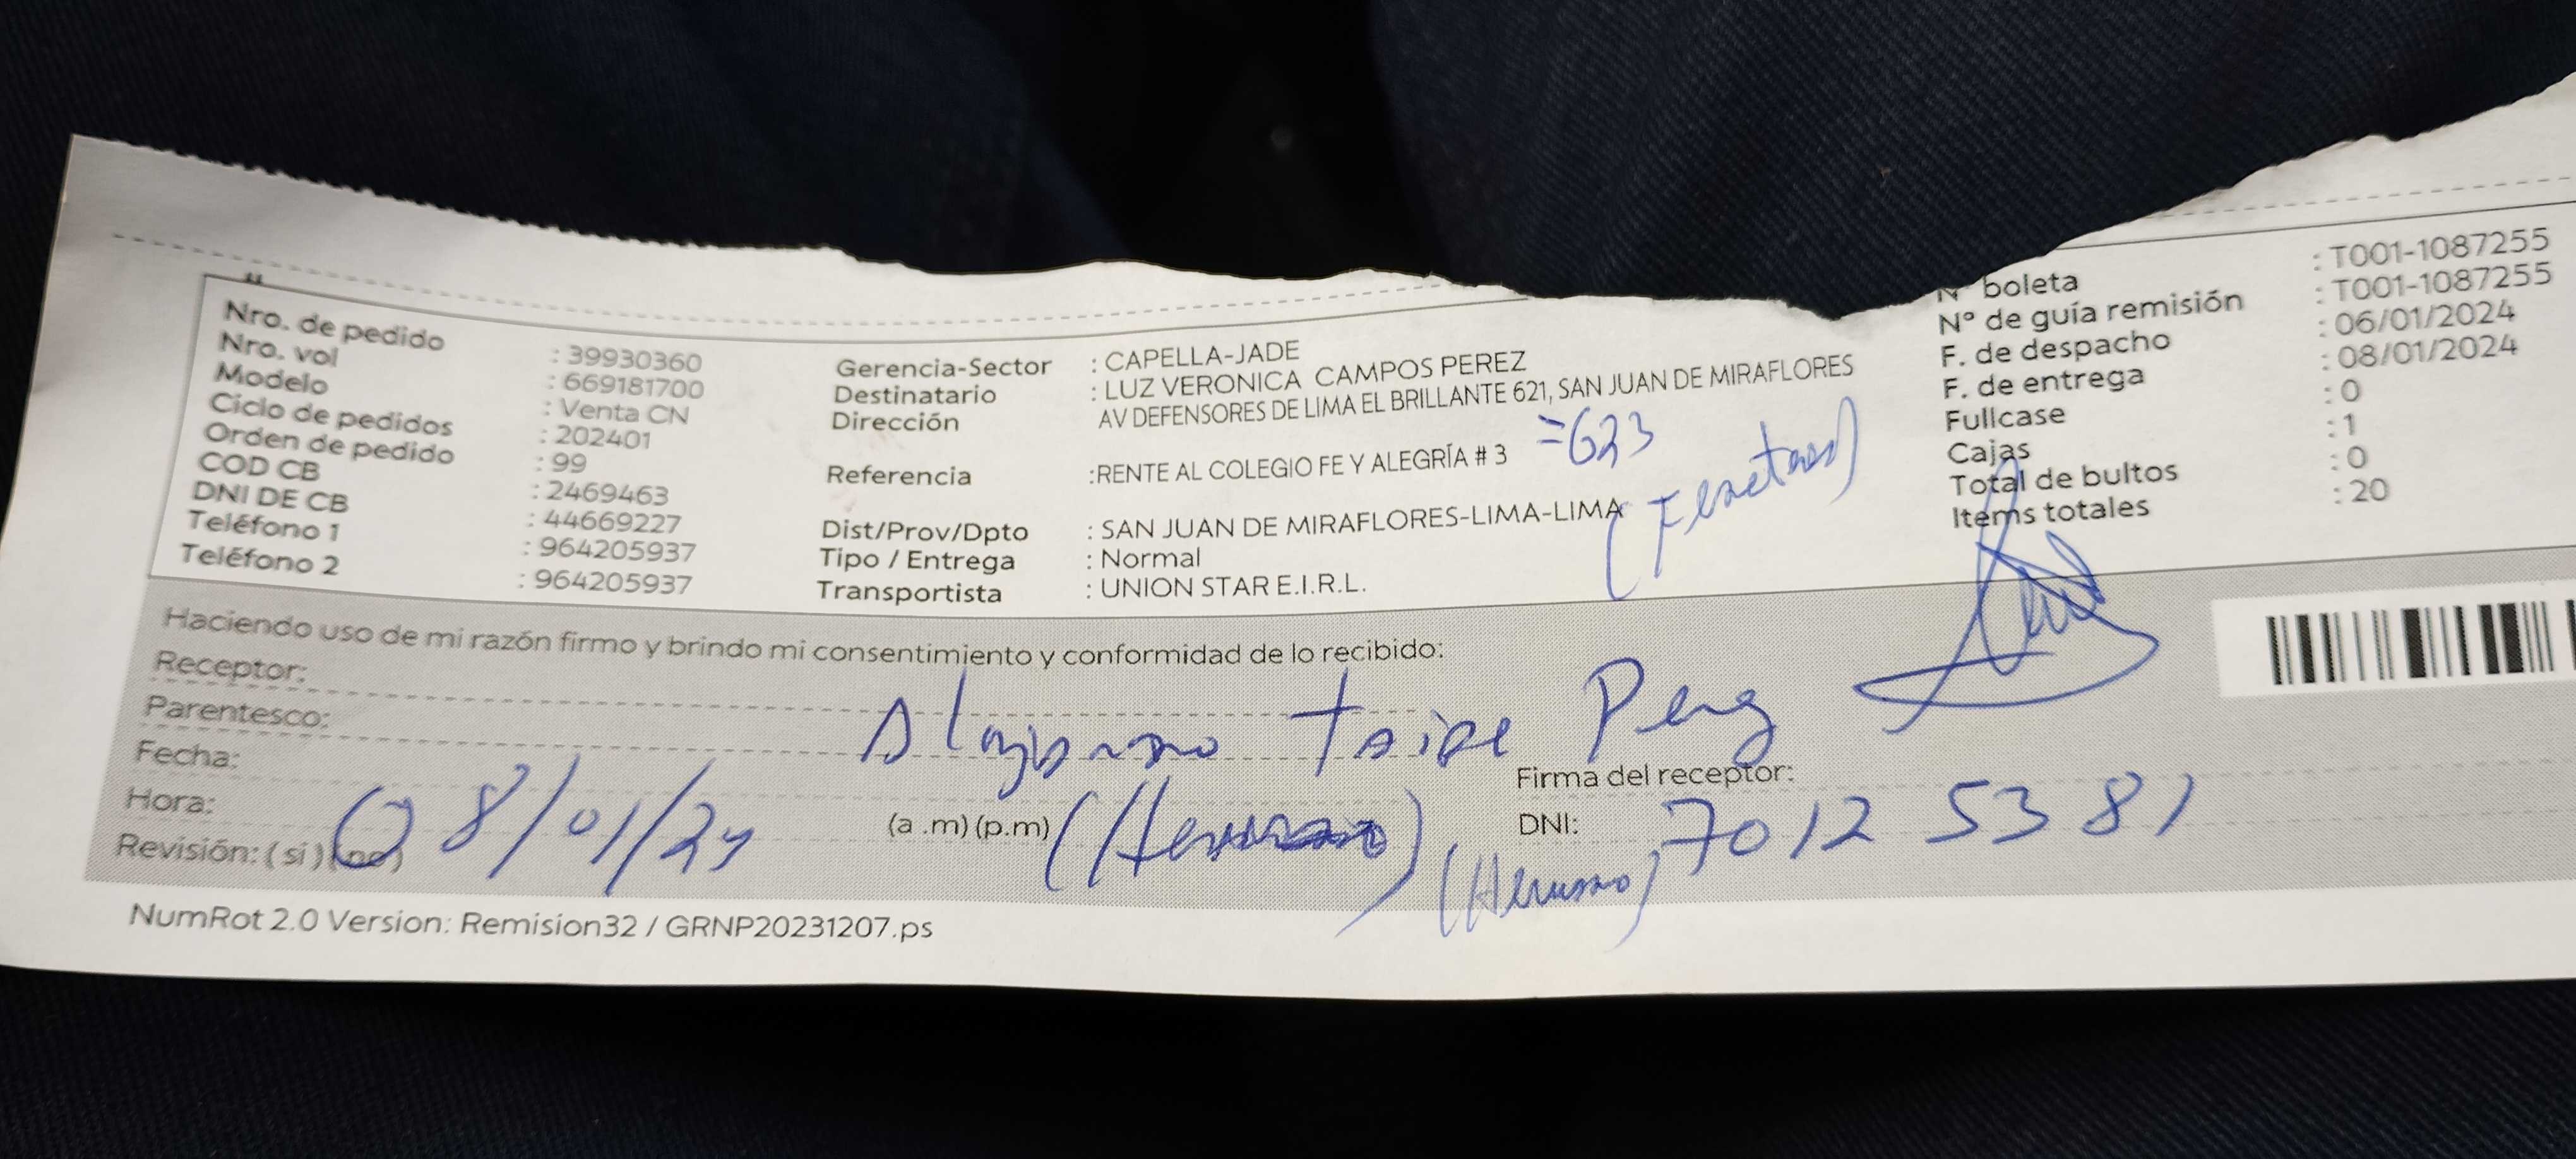 Nro. de pedido : 39930360
Nro. vol : 669181700
Modelo : Venta CN
Ciclo de pedidos : 202401
Orden de pedido : 99
COD CB : 2469463
DNI DE CB : 44669227
Teléfono 1 : 964205937
Teléfono 2 : 964205937
Gerencia-Sector : CAPELLA-JADE
Destinatario : LUZ VERONICA CAMPOS PEREZ
Dirección AV DEFENSORES DE LIMA EL BRILLANTE 621, SAN JUAN DE MIRAFLORES
=623
Referencia :RENTE AL COLEGIO FE Y ALEGRÍA # 3
Dist/Prov/Dpto : SAN JUAN DE MIRAFLORES-LIMA-LIMA
Tipo / Entrega : Normal
Transportista : UNION STAR E.I.R.L.
N° boleta : T001-1087255
N° de guía remisión : T001-1087255
F. de despacho : 06/01/2024
F. de entrega : 08/01/2024
Fullcase : 0
Cajas : 1
Total de bultos : 0
Items totales : 20
Haciendo uso de mi razón firmo y brindo mi consentimiento y conformidad de lo recibido:
Receptor:
Parentesco: Taipe
Fecha: 08/01/24
Firma del receptor:
Hora: (a .m) (p.m) (Hermano)
DNI: 70125381
Revisión: ( si ) (no)
(Hermano)
NumRot 2.0 Version: Remision32 / GRNP20231207.ps